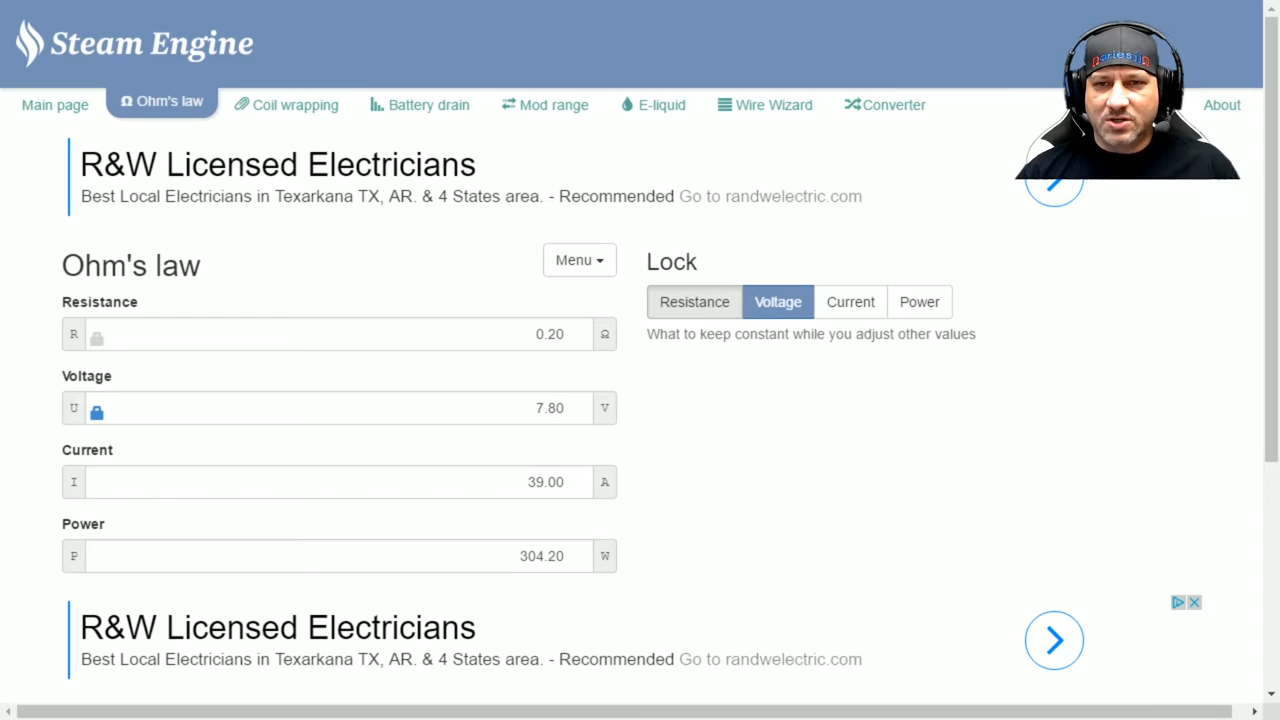 Steam Engine
Main page
Ω Ohm's law
Coil wrapping
Battery drain
Mod range
E-liquid
Wire Wizard
Converter
About
R&W Licensed Electricians
Best Local Electricians in Texarkana TX, AR. & 4 States area. - Recommended Go to randwelectric.com
Ohm's law
Menu
Lock
Resistance
Resistance Voltage Current Power
R 0.20 Ω
What to keep constant while you adjust other values
Voltage
U 7.80 V
Current
I 39.00 A
Power
P 304.20 W
R&W Licensed Electricians
Best Local Electricians in Texarkana TX, AR. & 4 States area. - Recommended Go to randwelectric.com